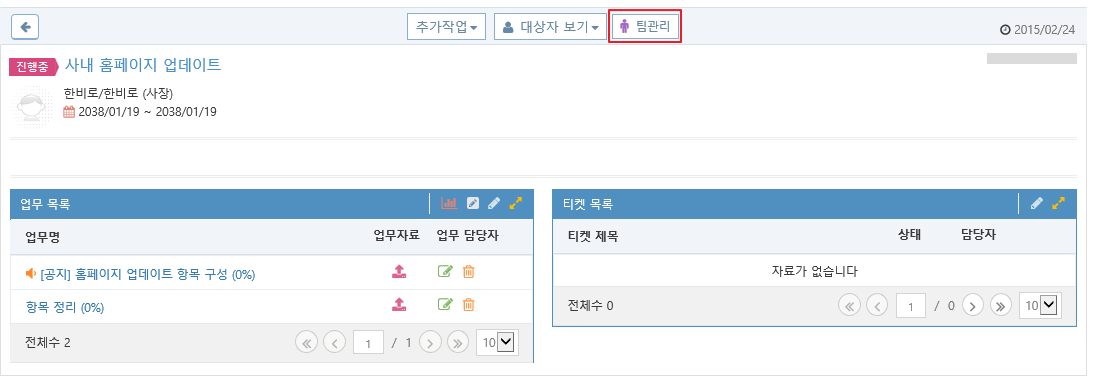 추가작업 대상자 보기 팀관리 2015/02/24
진행중 사내 홈페이지 업데이트
한비로/한비로 (사장)
2038/01/19 ~ 2038/01/19
업무 목록
업무명 업무자료 업무 담당자
[공지] 홈페이지 업데이트 항목 구성 (0%)
항목 정리 (0%)
전체수 2 1 / 1 10
티켓 목록
티켓 제목 상태 담당자
자료가 없습니다
전체수 0 1 / 0 10